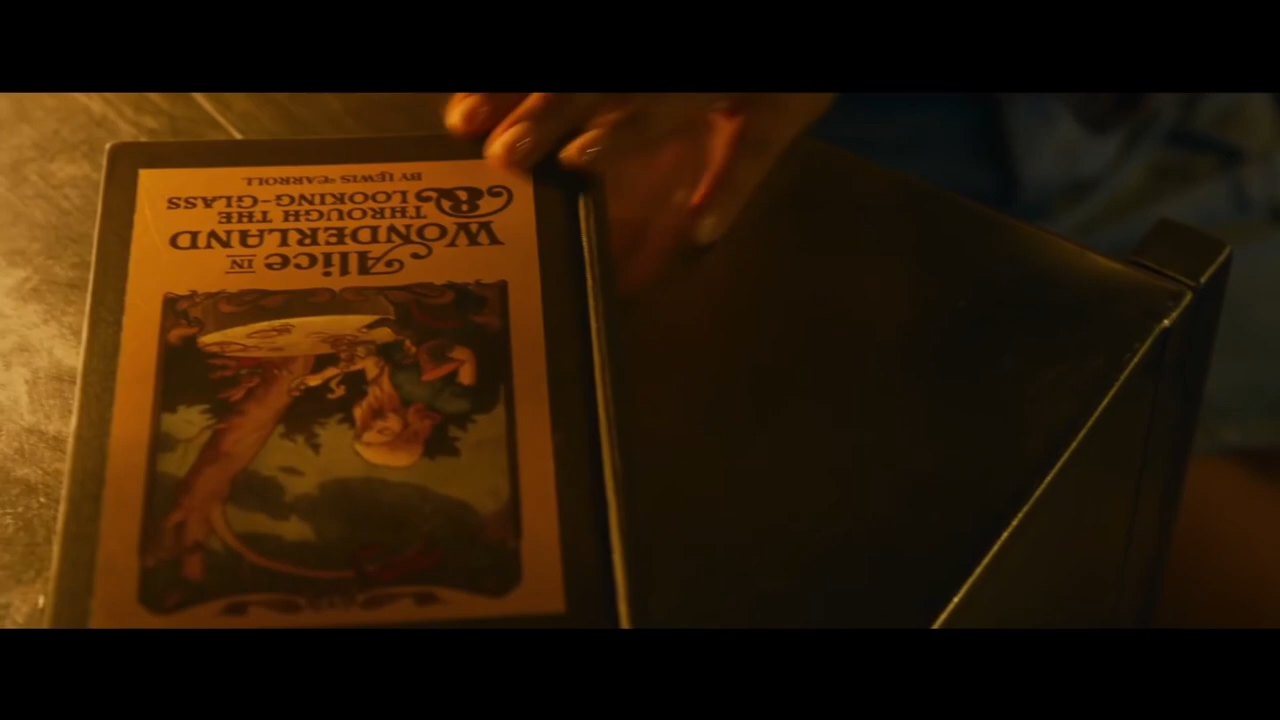 Alice IN
WONDERLAND
& THROUGH THE
LOOKING-GLASS
BY LEWIS CARROLL